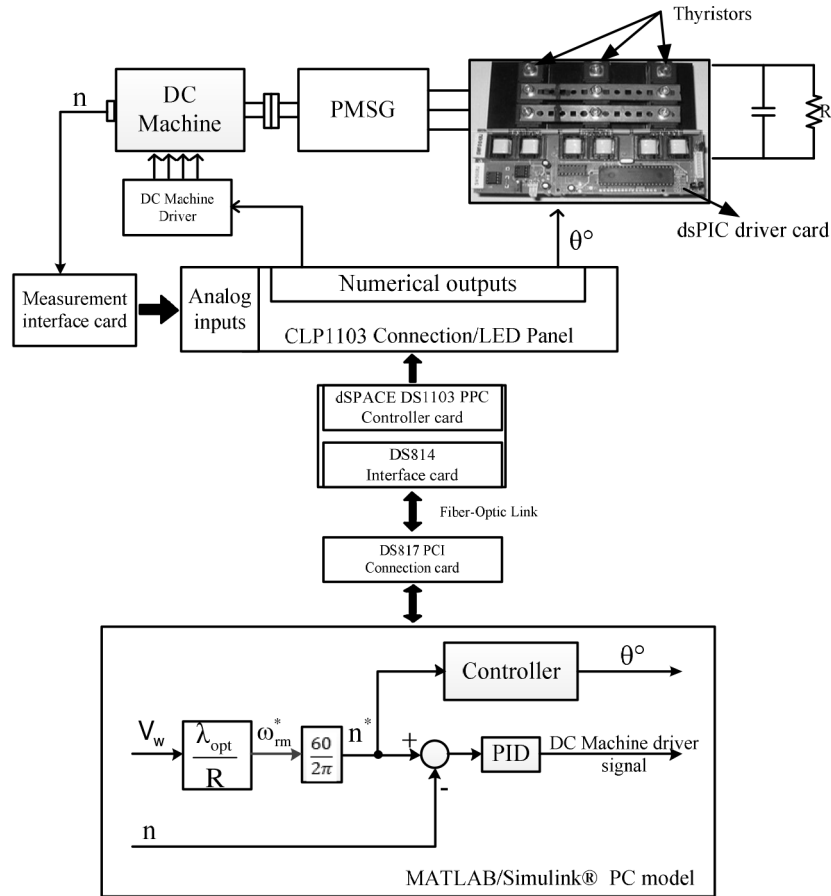 Thyristors
n
DC
Machine
PMSG
R
DC Machine
Driver
dsPIC driver card
θ°
Measurement
interface card
Analog
inputs
Numerical outputs
CLP1103 Connection/LED Panel
dSPACE DS1103 PPC
Controller card
DS814
Interface card
Fiber-Optic Link
DS817 PCI
Connection card
Controller
θ°
V_w
λ_opt
R
ω*_rm
60
2π
n*
+
-
PID
DC Machine driver
signal
n
MATLAB/Simulink® PC model